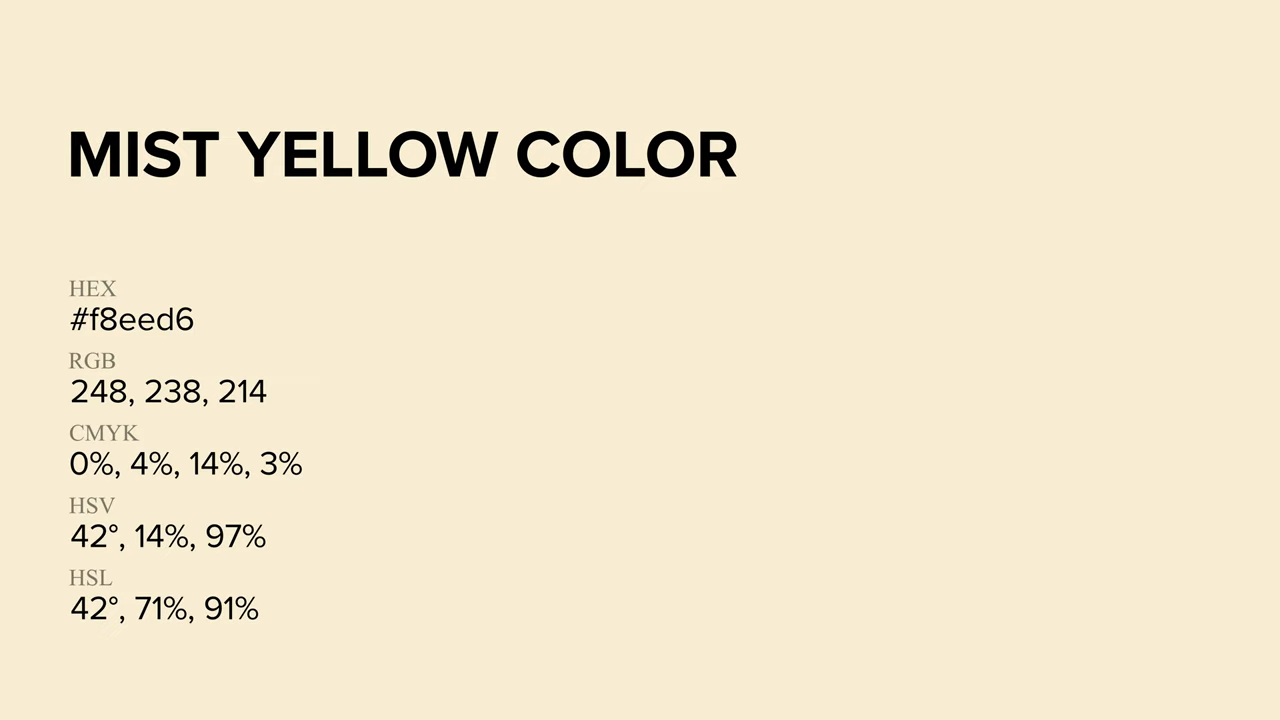 MIST YELLOW COLOR
HEX
#f8eed6
RGB
248, 238, 214
CMYK
0%, 4%, 14%, 3%
HSV
42°, 14%, 97%
HSL
42°, 71%, 91%